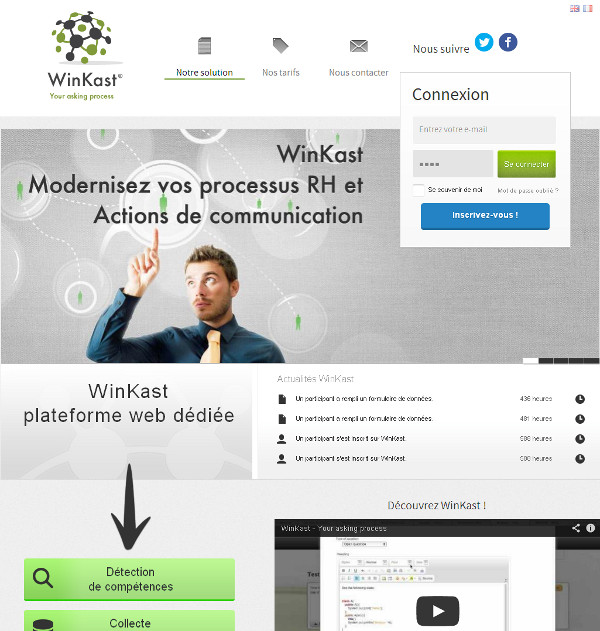 WinKast®
Your asking process
Notre solution
Nos tarifs
Nous contacter
Nous suivre
Connexion
Entrez votre e-mail
Se connecter
Se souvenir de moi
Mot de passe oublié ?
Inscrivez-vous !
WinKast
Modernisez vos processus RH et
Actions de communication
WinKast
plateforme web dédiée
Actualités WinKast
Un participant a rempli un formulaire de données. 436 heures
Un participant a rempli un formulaire de données. 481 heures
Un participant s'est inscrit sur WinKast. 986 heures
Un participant s'est inscrit sur WinKast. 986 heures
Découvrez WinKast !
WinKast - Your asking process
Détection
de compétences
Collecte